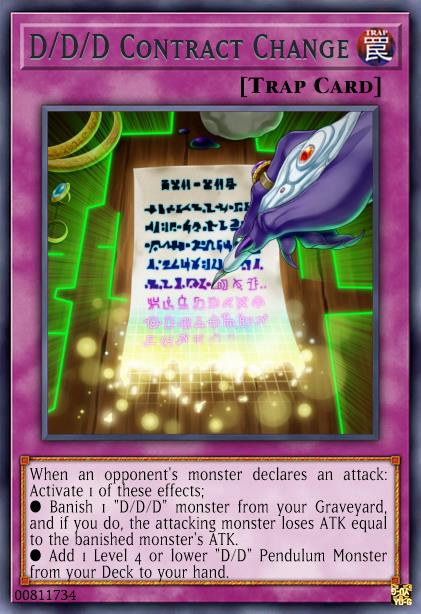 D/D/D CONTRACT CHANGE
TRAP
罠
[TRAP CARD]
When an opponent's monster declares an attack:
Activate 1 of these effects;
● Banish 1 "D/D/D" monster from your Graveyard,
and if you do, the attacking monster loses ATK equal
to the banished monster's ATK.
● Add 1 Level 4 or lower "D/D" Pendulum Monster
from your Deck to your hand.
00811734